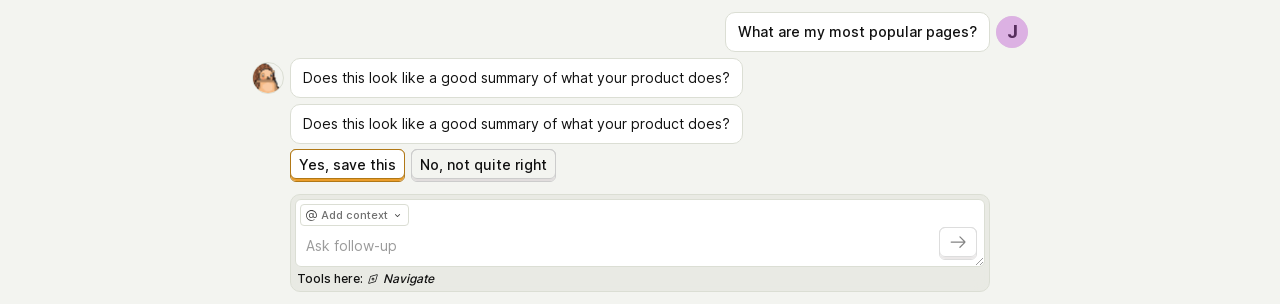 What are my most popular pages?
J
Does this look like a good summary of what your product does?
Does this look like a good summary of what your product does?
Yes, save this
No, not quite right
@ Add context
Ask follow-up
Tools here: Navigate